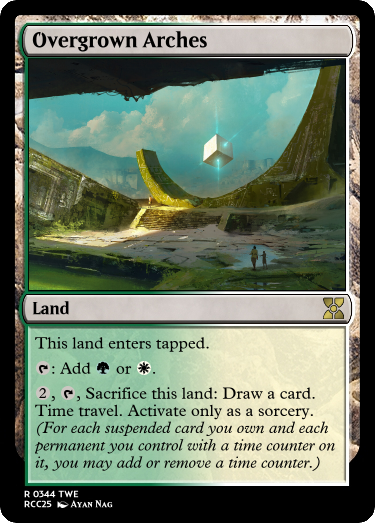 Overgrown Arches
Land
This land enters tapped.
: Add or .
2, , Sacrifice this land: Draw a card.
Time travel. Activate only as a sorcery.
(For each suspended card you own and each
permanent you control with a time counter on
it, you may add or remove a time counter.)
R 0344 TWE
RCC25 Ayan Nag